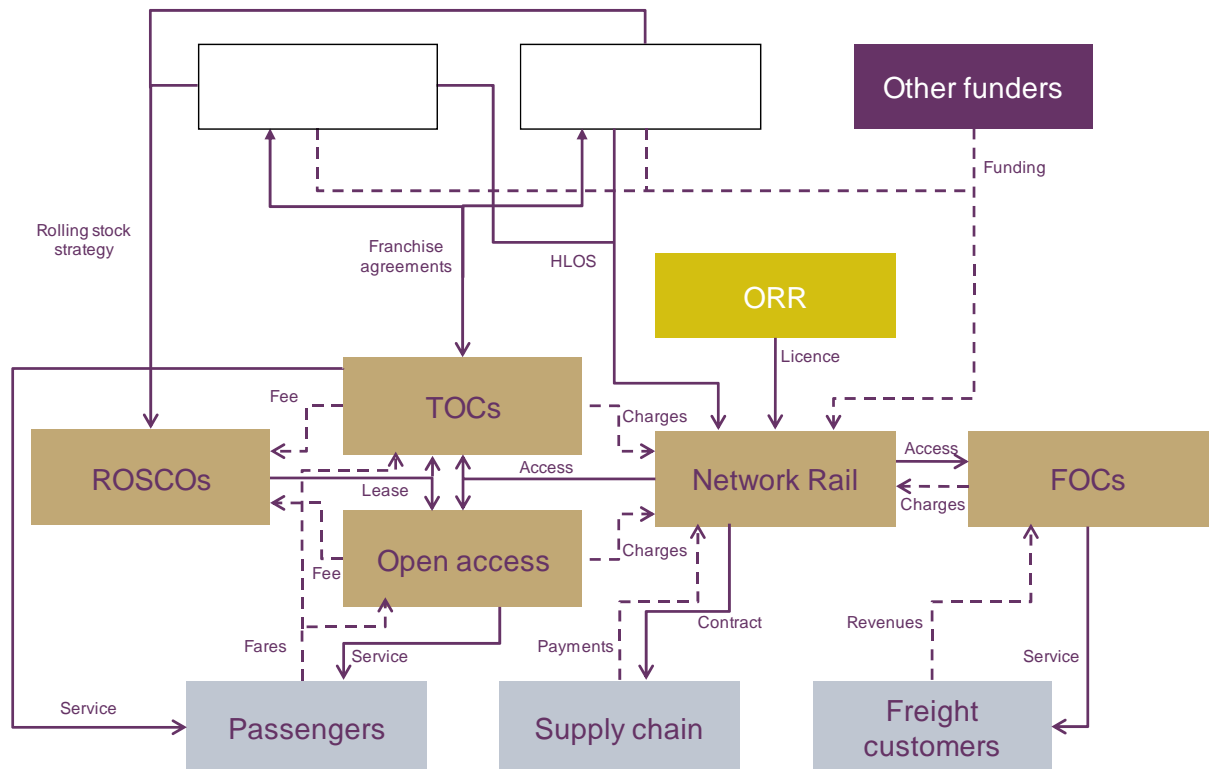 Other funders
Funding
Rolling stock
strategy
Franchise
agreements
HLOS
ORR
Licence
TOCs
Fee
Charges
ROSCOs
Lease
Access
Network Rail
Access
Charges
FOCs
Open access
Fee
Charges
Fares
Service
Payments
Contract
Revenues
Service
Service
Passengers
Supply chain
Freight
customers